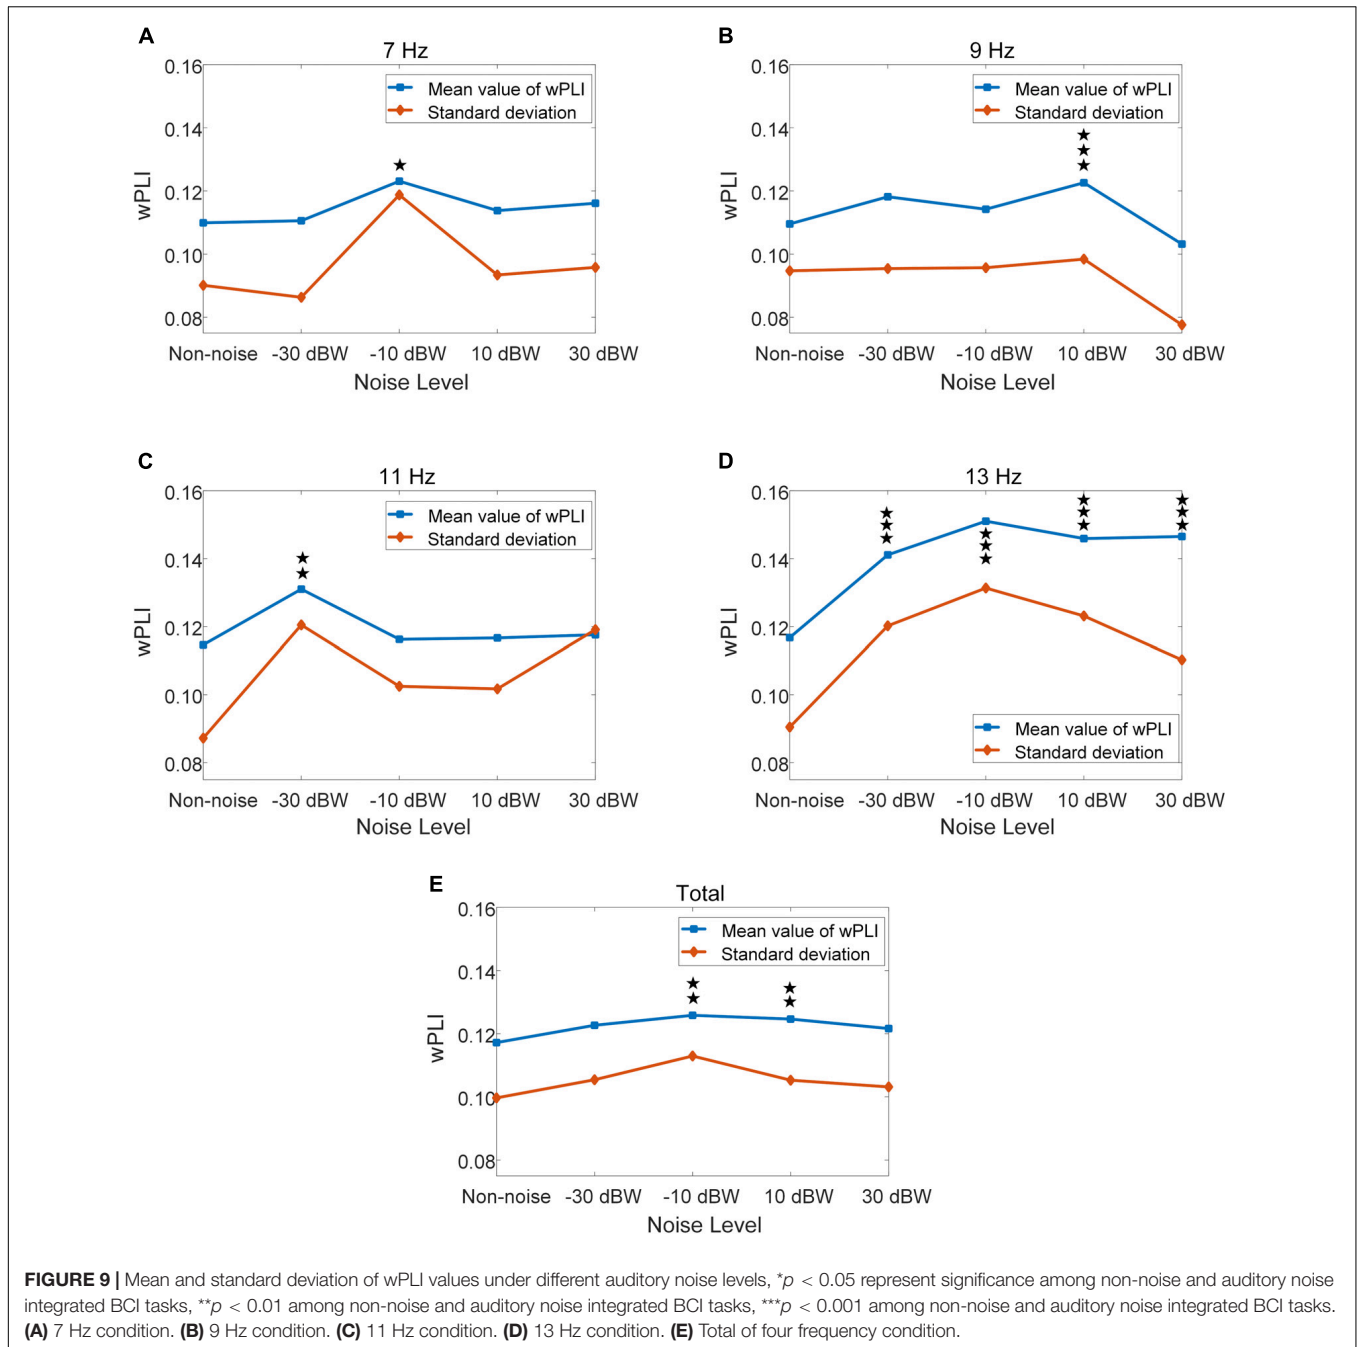 A
7 Hz
0.16
0.14
0.12
0.10
0.08
wPLI
Mean value of wPLI
Standard deviation
★
Non-noise -30 dBW -10 dBW 10 dBW 30 dBW
Noise Level
B
9 Hz
0.16
0.14
0.12
0.10
0.08
wPLI
Mean value of wPLI
Standard deviation
★
★
★
Non-noise -30 dBW -10 dBW 10 dBW 30 dBW
Noise Level
C
11 Hz
0.16
0.14
0.12
0.10
0.08
wPLI
Mean value of wPLI
Standard deviation
★
★
Non-noise -30 dBW -10 dBW 10 dBW 30 dBW
Noise Level
D
13 Hz
0.16
0.14
0.12
0.10
0.08
wPLI
★ ★ ★ ★
★ ★ ★ ★
★ ★ ★ ★
Mean value of wPLI
Standard deviation
Non-noise -30 dBW -10 dBW 10 dBW 30 dBW
Noise Level
E
Total
0.16
0.14
0.12
0.10
0.08
wPLI
Mean value of wPLI
Standard deviation
★ ★
★ ★
Non-noise -30 dBW -10 dBW 10 dBW 30 dBW
Noise Level
FIGURE 9 | Mean and standard deviation of wPLI values under different auditory noise levels, *p < 0.05 represent significance among non-noise and auditory noise
integrated BCI tasks, **p < 0.01 among non-noise and auditory noise integrated BCI tasks, ***p < 0.001 among non-noise and auditory noise integrated BCI tasks.
(A) 7 Hz condition. (B) 9 Hz condition. (C) 11 Hz condition. (D) 13 Hz condition. (E) Total of four frequency condition.